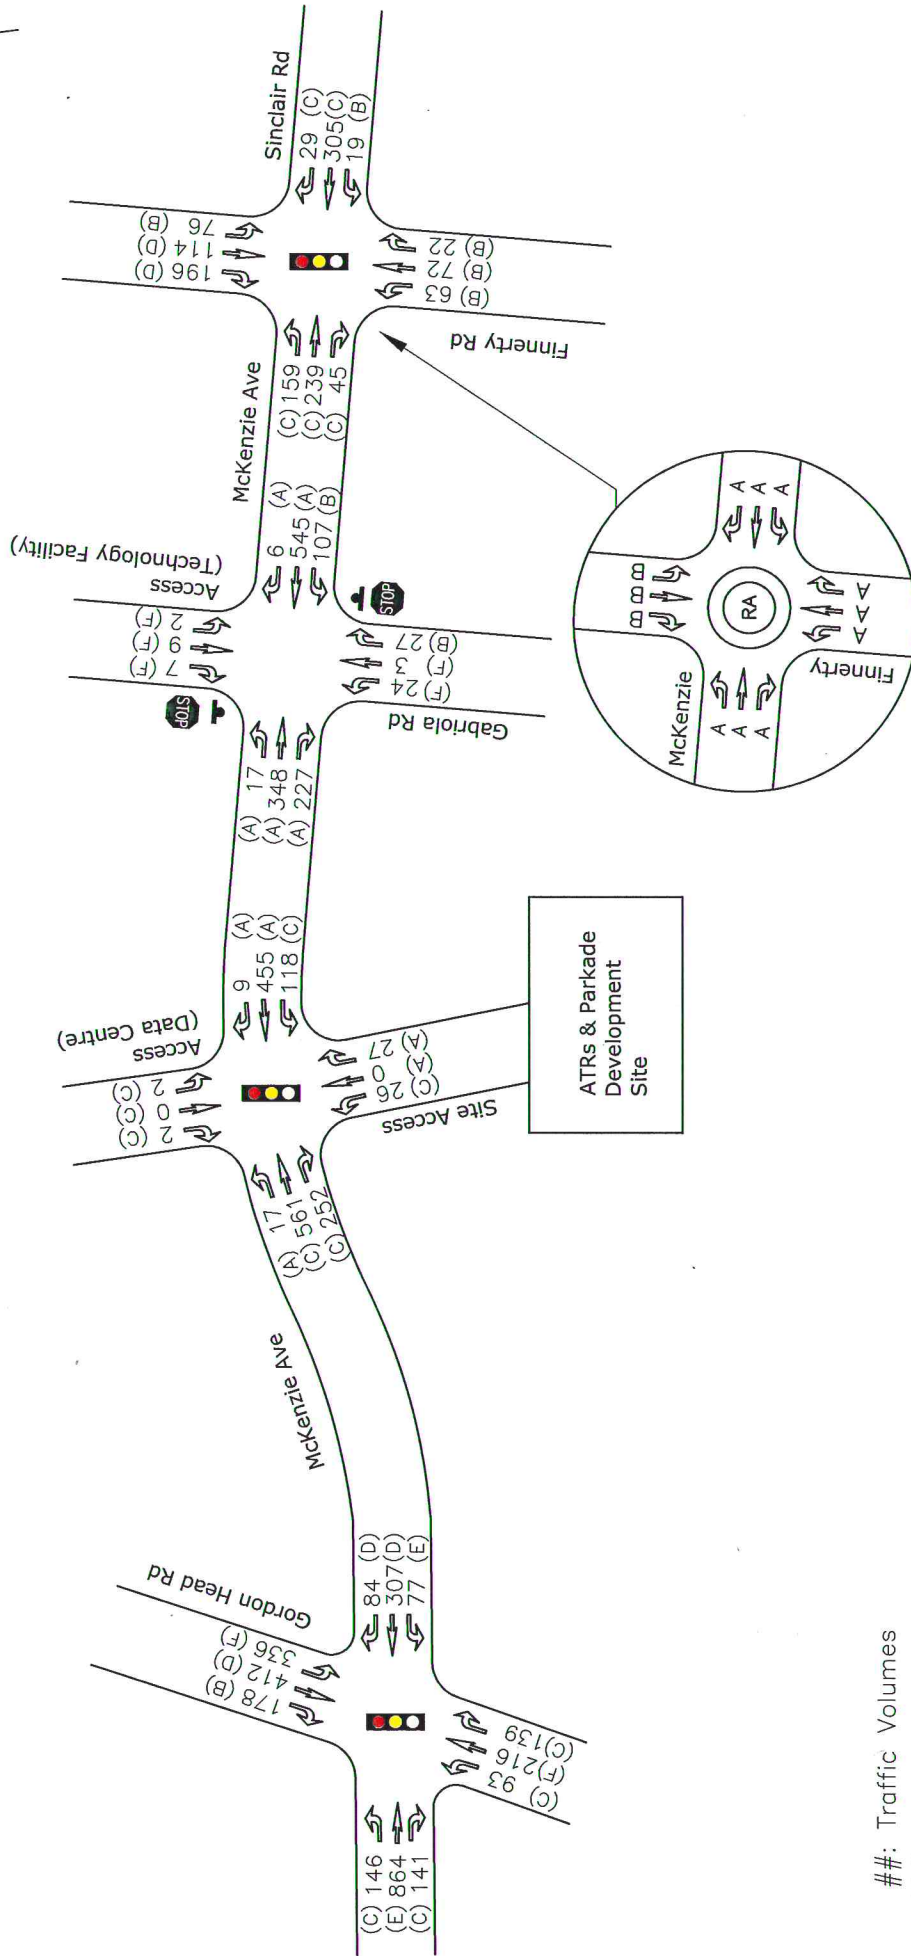 Gordon Head Rd
178 (B)
412 (D)
336 (F)
84 (D)
307(D)
77 (E)
(C) 146
(E) 864
(C) 141
(C) 93
(F)216
(C)139
McKenzie Ave
Access
(Data Centre)
2 (C)
0 (C)
2 (C)
9 (A)
455 (A)
118 (C)
(A) 17
(C) 561
(C) 252
(C) 26
(A) 0
(A) 27
Site Access
ATRs & Parkade
Development
Site
Access
(Technology Facility)
7 (F)
9 (F)
2 (F)
STOP
6 (A)
545 (A)
107 (B)
(A) 17
(A) 348
(A) 227
(F) 24
(F) 3
(B) 27
STOP
Gabriola Rd
McKenzie Ave
196 (D)
114 (D)
76 (B)
Sinclair Rd
29 (C)
305(C)
19 (B)
(C) 159
(C) 239
(C) 45
(B) 63
(B) 72
(B) 22
Finnerty Rd
McKenzie
B
B
B
A
A
A
RA
A
A
A
A
A
A
Finnerty
##: Traffic Volumes